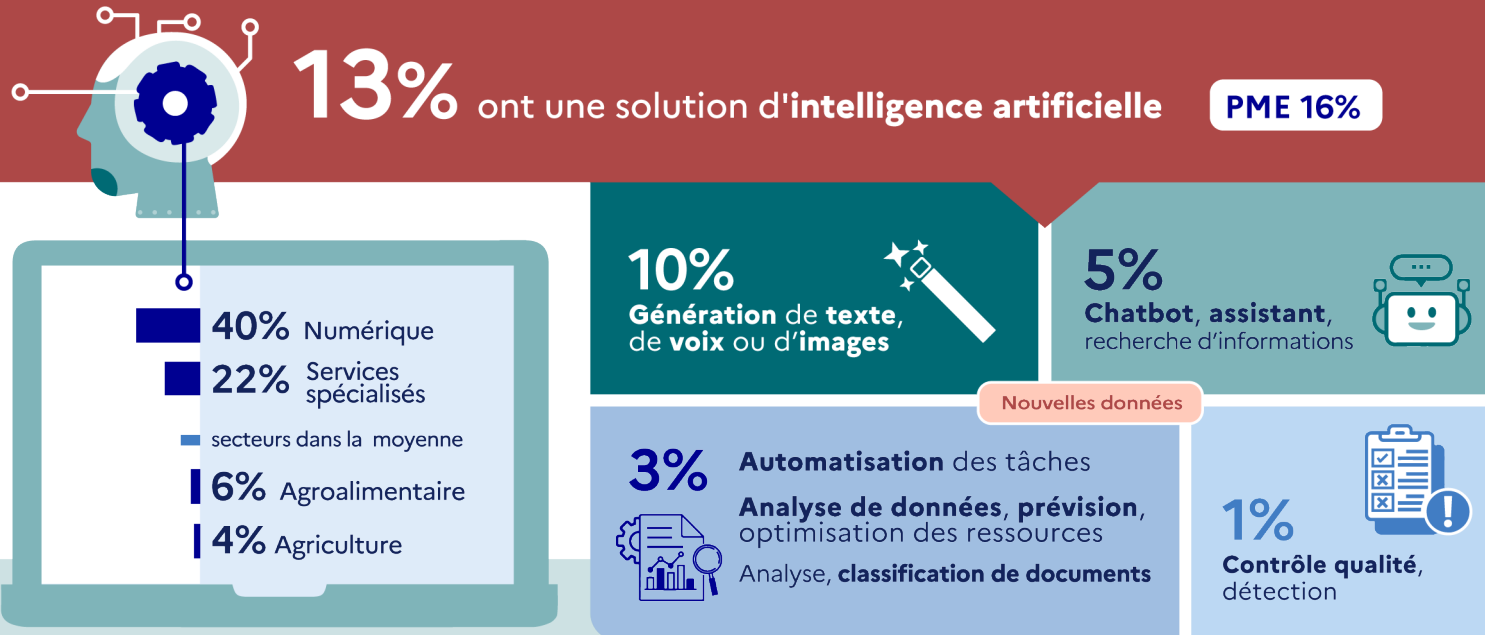 13% ont une solution d'intelligence artificielle
PME 16%
40% Numérique
22% Services
spécialisés
secteurs dans la moyenne
6% Agroalimentaire
4% Agriculture
10%
Génération de texte,
de voix ou d'images
5%
Chatbot, assistant,
recherche d'informations
Nouvelles données
3%
Automatisation des tâches
Analyse de données, prévision,
optimisation des ressources
Analyse, classification de documents
1%
Contrôle qualité,
détection